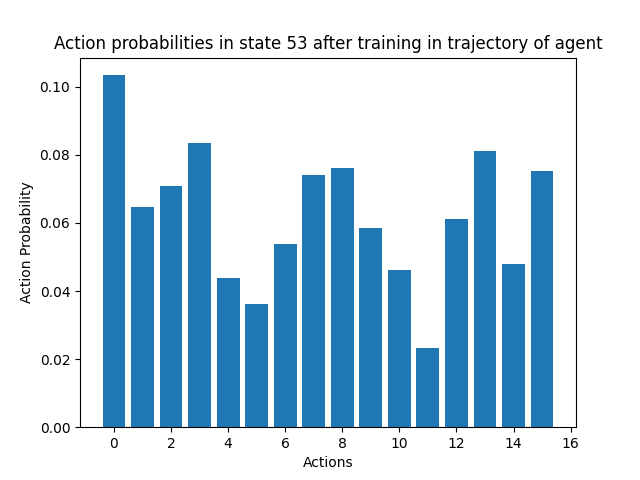 Action probabilities in state 53 after training in trajectory of agent
0.10
0.08
0.06
0.04
0.02
0.00
Action Probability
0 2 4 6 8 10 12 14 16
Actions